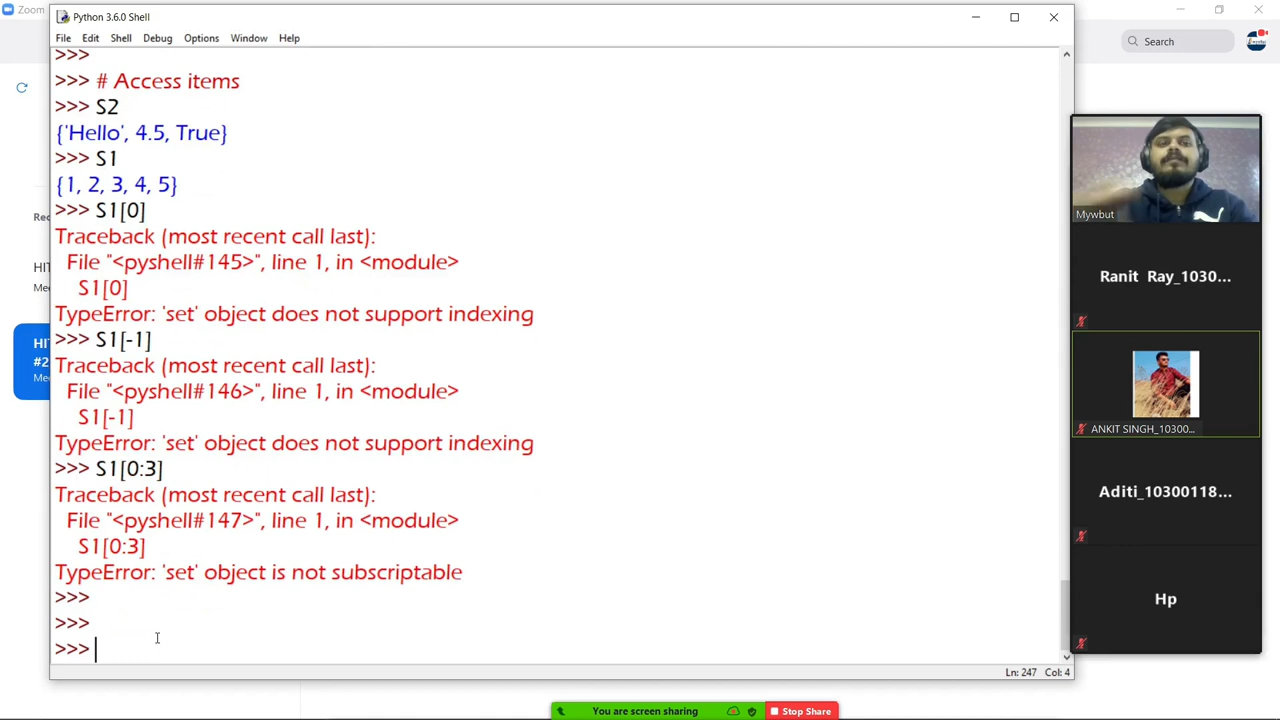 Zoom
Python 3.6.0 Shell
File Edit Shell Debug Options Window Help
Search
>>>
>>> # Access items
>>> S2
{'Hello', 4.5, True}
>>> S1
{1, 2, 3, 4, 5}
>>> S1[0]
Traceback (most recent call last):
File "<pyshell#145>", line 1, in <module>
S1[0]
TypeError: 'set' object does not support indexing
>>> S1[-1]
Traceback (most recent call last):
File "<pyshell#146>", line 1, in <module>
S1[-1]
TypeError: 'set' object does not support indexing
>>> S1[0:3]
Traceback (most recent call last):
File "<pyshell#147>", line 1, in <module>
S1[0:3]
TypeError: 'set' object is not subscriptable
>>>
>>>
>>>
Ln: 247 Col: 4
Rec
HIT
Me
HI
#2
Me
Mywbut
Ranit Ray_1030...
ANKIT SINGH_10300...
Aditi_10300118...
Hp
You are screen sharing
Stop Share